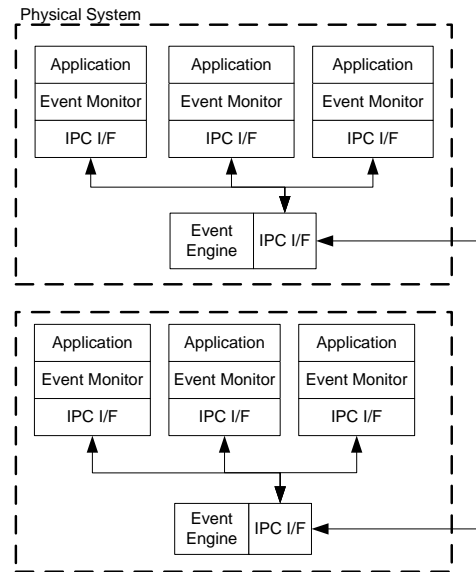 Physical System
Application Application Application
Event Monitor Event Monitor Event Monitor
IPC I/F IPC I/F IPC I/F
Event
Engine
IPC I/F
Application Application Application
Event Monitor Event Monitor Event Monitor
IPC I/F IPC I/F IPC I/F
Event
Engine
IPC I/F